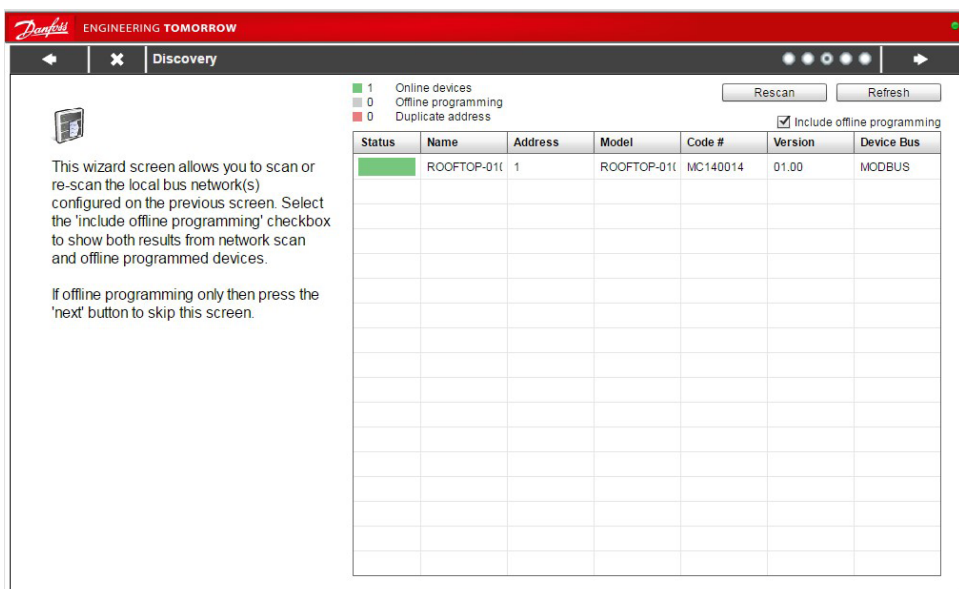 Danfoss ENGINEERING TOMORROW
Discovery
1 Online devices
0 Offline programming
0 Duplicate address
Rescan Refresh
Include offline programming
This wizard screen allows you to scan or
re-scan the local bus network(s)
configured on the previous screen. Select
the 'include offline programming' checkbox
to show both results from network scan
and offline programmed devices.
If offline programming only then press the
'next' button to skip this screen.
Status Name Address Model Code # Version Device Bus
ROOFTOP-01( 1 ROOFTOP-01( MC140014 01.00 MODBUS